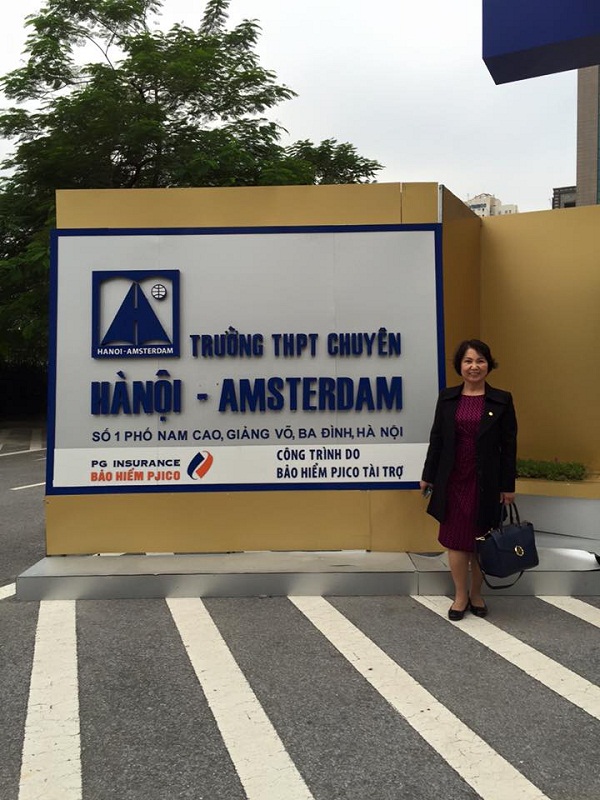 HANOI-AMSTERDAM
TRƯỜNG THPT CHUYÊN
HÀNỘI - AMSTERDAM
SỐ 1 PHỐ NAM CAO, GIẢNG VÕ, BA ĐÌNH, HÀ NỘI
PG INSURANCE
BẢO HIỂM PJICO
CÔNG TRÌNH DO
BẢO HIỂM PJICO TÀI TRỢ